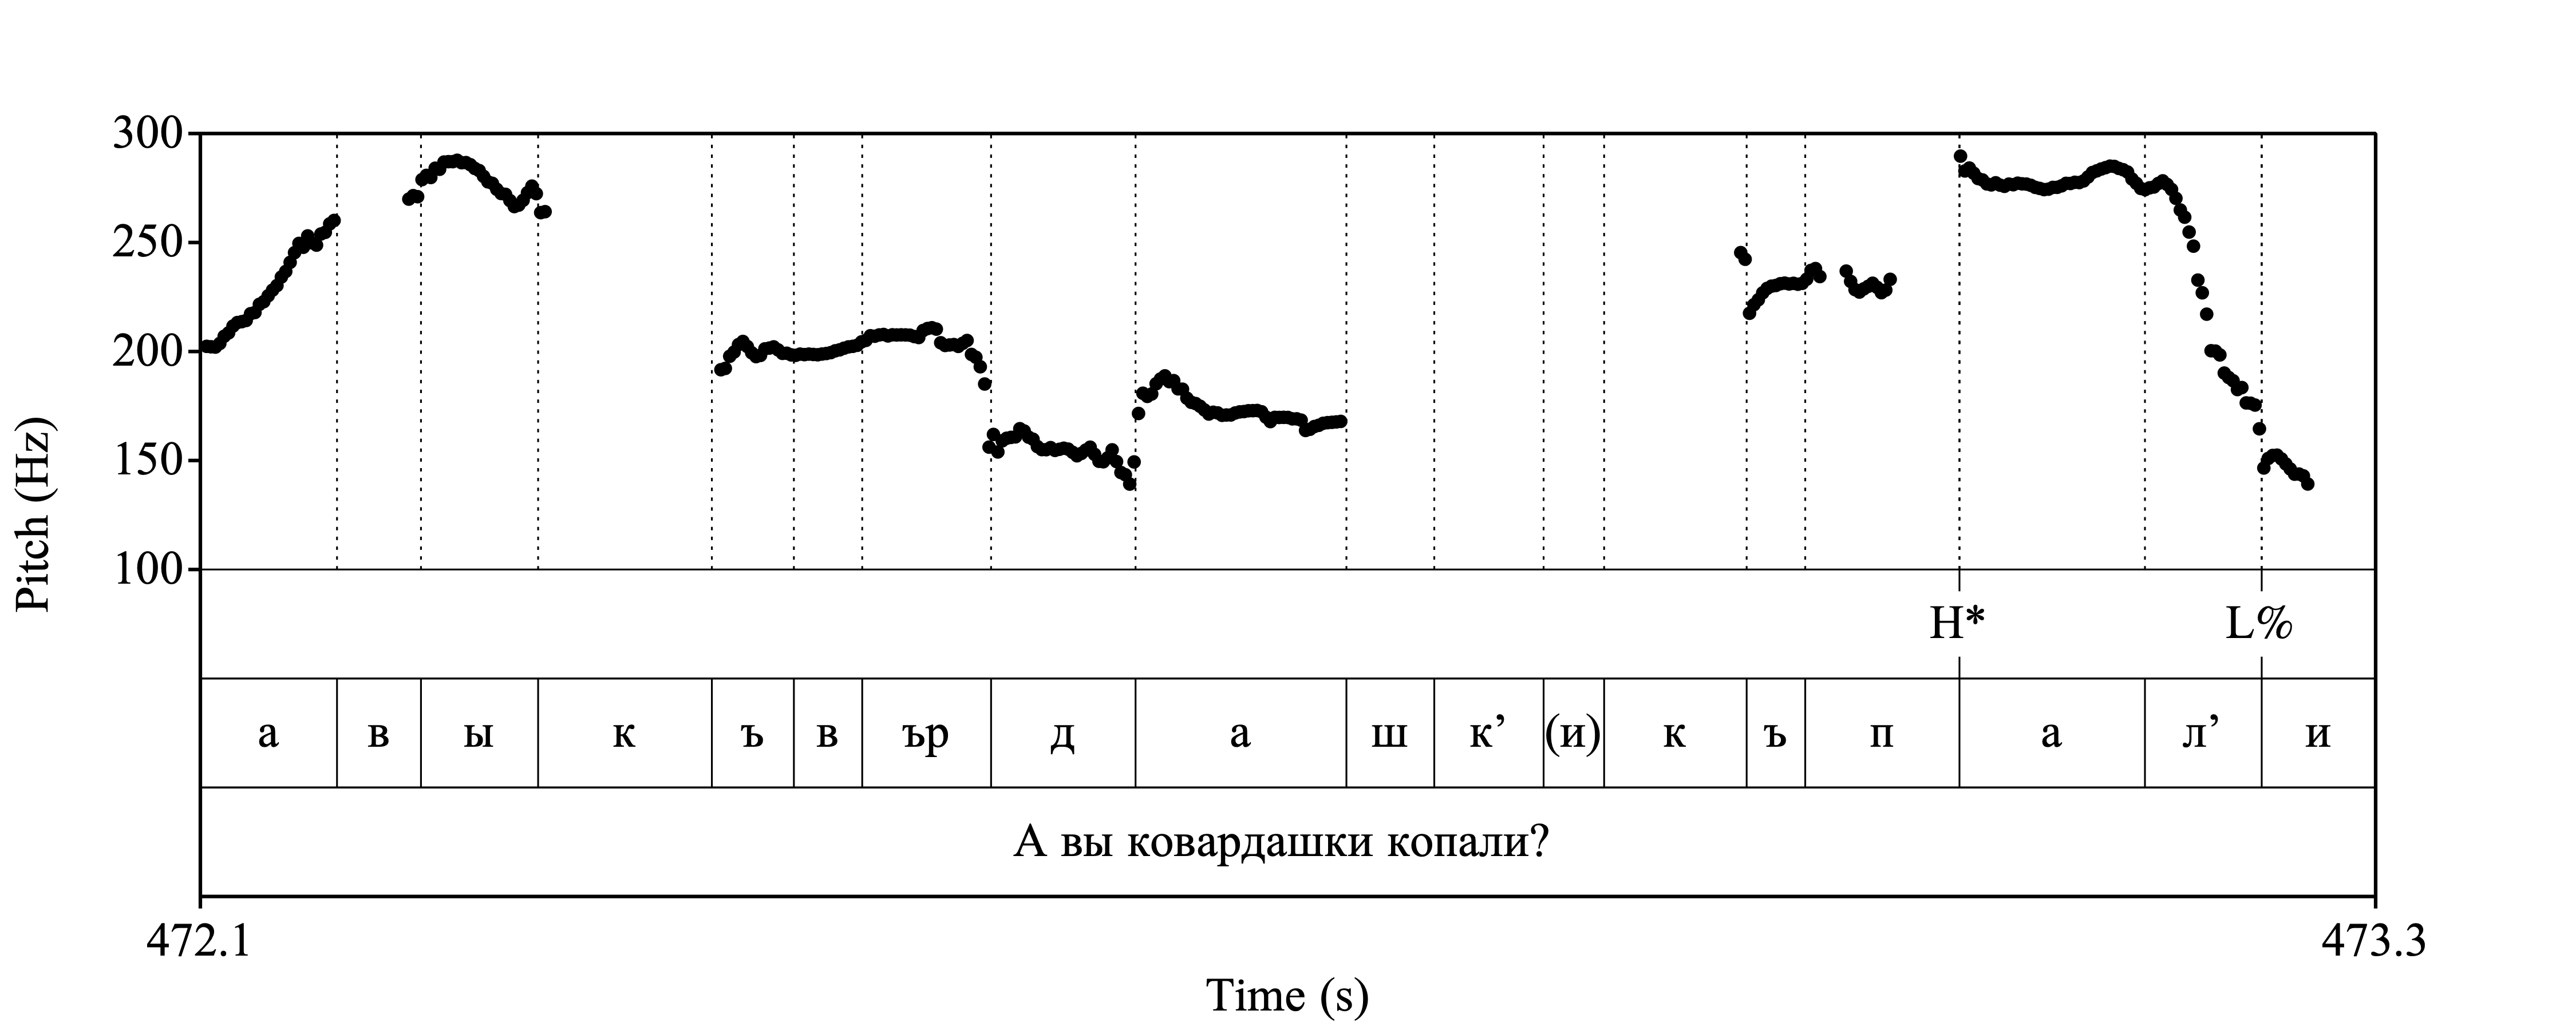 300
250
200
150
100
Pitch (Hz)
H* L%
а в ы к ъ в ър д а ш к’ (и) к ъ п а л’ и
А вы ковардашки копали?
472.1 473.3
Time (s)